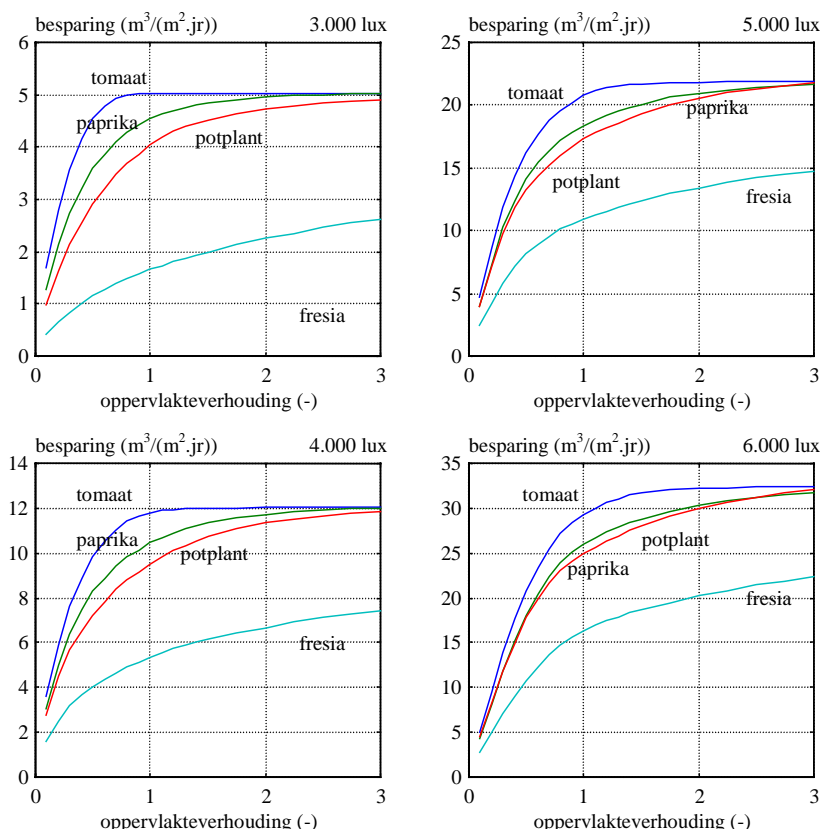 besparing (m³/(m².jr)) 3.000 lux
6
5
4
3
2
1
0
tomaat
paprika
potplant
fresia
0 1 2 3
oppervlakteverhouding (-)
besparing (m³/(m².jr)) 5.000 lux
25
20
15
10
5
0
tomaat
paprika
potplant
fresia
0 1 2 3
oppervlakteverhouding (-)
besparing (m³/(m².jr)) 4.000 lux
14
12
10
8
6
4
2
0
tomaat
paprika
potplant
fresia
0 1 2 3
oppervlakteverhouding (-)
besparing (m³/(m².jr)) 6.000 lux
35
30
25
20
15
10
5
0
tomaat
potplant
paprika
fresia
0 1 2 3
oppervlakteverhouding (-)